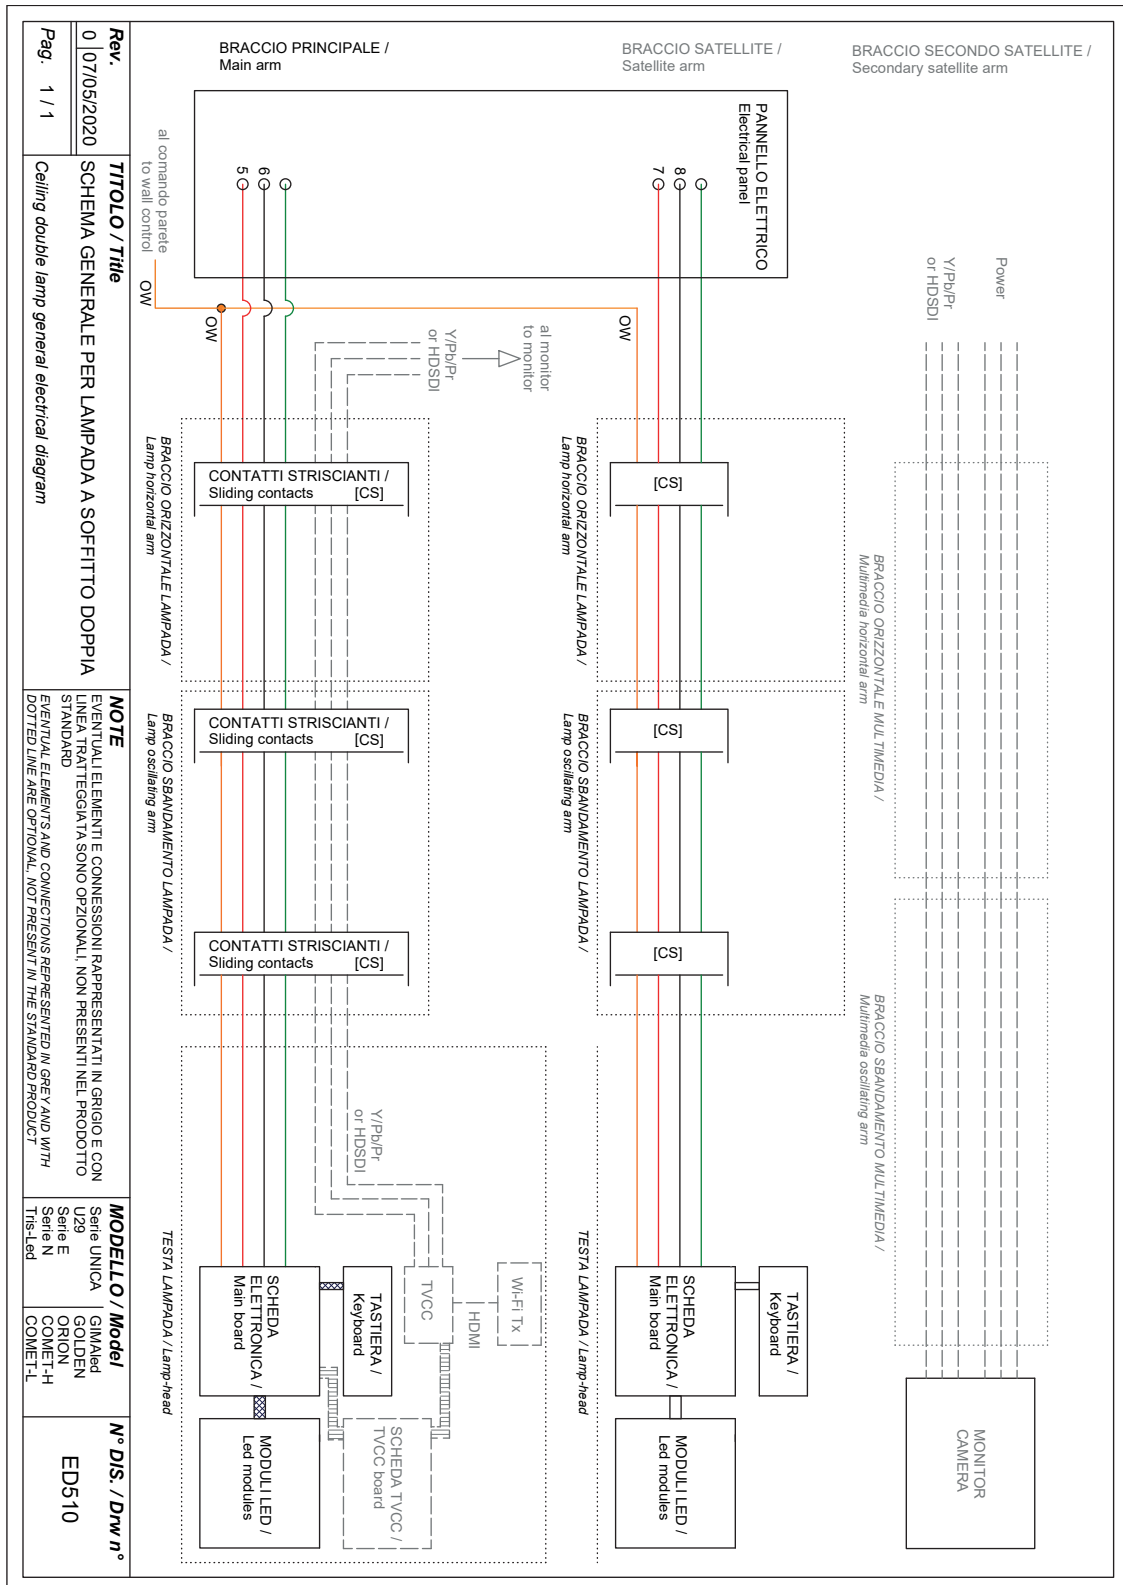 BRACCIO PRINCIPALE /
Main arm
BRACCIO SATELLITE /
Satellite arm
BRACCIO SECONDO SATELLITE /
Secondary satellite arm
PANNELLO ELETTRICO
Electrical panel
5
6
7
8
al comando parete
to wall control
OW
OW
OW
Y/Pb/Pr
or HDSDI
al monitor
to monitor
Power
Y/Pb/Pr
or HDSDI
CONTATTI STRISCIANTI /
Sliding contacts [CS]
BRACCIO ORIZZONTALE LAMPADA /
Lamp horizontal arm
[CS]
BRACCIO ORIZZONTALE LAMPADA /
Lamp horizontal arm
BRACCIO ORIZZONTALE MULTIMEDIA /
Multimedia horizontal arm
CONTATTI STRISCIANTI /
Sliding contacts [CS]
BRACCIO SBANDAMENTO LAMPADA /
Lamp oscillating arm
[CS]
BRACCIO SBANDAMENTO LAMPADA /
Lamp oscillating arm
CONTATTI STRISCIANTI /
Sliding contacts [CS]
[CS]
BRACCIO SBANDAMENTO MULTIMEDIA /
Multimedia oscillating arm
Y/Pb/Pr
or HDSDI
TESTA LAMPADA / Lamp-head
SCHEDA
ELETTRONICA /
Main board
TASTIERA /
Keyboard
TVCC
HDMI
Wi-Fi Tx
MODULI LED /
Led modules
SCHEDA TVCC /
TVCC board
TESTA LAMPADA / Lamp-head
SCHEDA
ELETTRONICA /
Main board
TASTIERA /
Keyboard
MODULI LED /
Led modules
MONITOR
CAMERA
Rev.
0 07/05/2020
Pag. 1 / 1
TITOLO / Title
SCHEMA GENERALE PER LAMPADA A SOFFITTO DOPPIA
Ceiling double lamp general electrical diagram
NOTE
EVENTUALI ELEMENTI E CONNESSIONI RAPPRESENTATI IN GRIGIO E CON
LINEA TRATTEGGIATA SONO OPZIONALI, NON PRESENTI NEL PRODOTTO
STANDARD
EVENTUAL ELEMENTS AND CONNECTIONS REPRESENTED IN GREY AND WITH
DOTTED LINE ARE OPTIONAL, NOT PRESENT IN THE STANDARD PRODUCT
MODELLO / Model
Serie UNICA
U29
Serie E
Serie N
Tris-Led
GIMAled
GOLDEN
ORION
COMET-H
COMET-L
N° DIS. / Drw n°
ED510